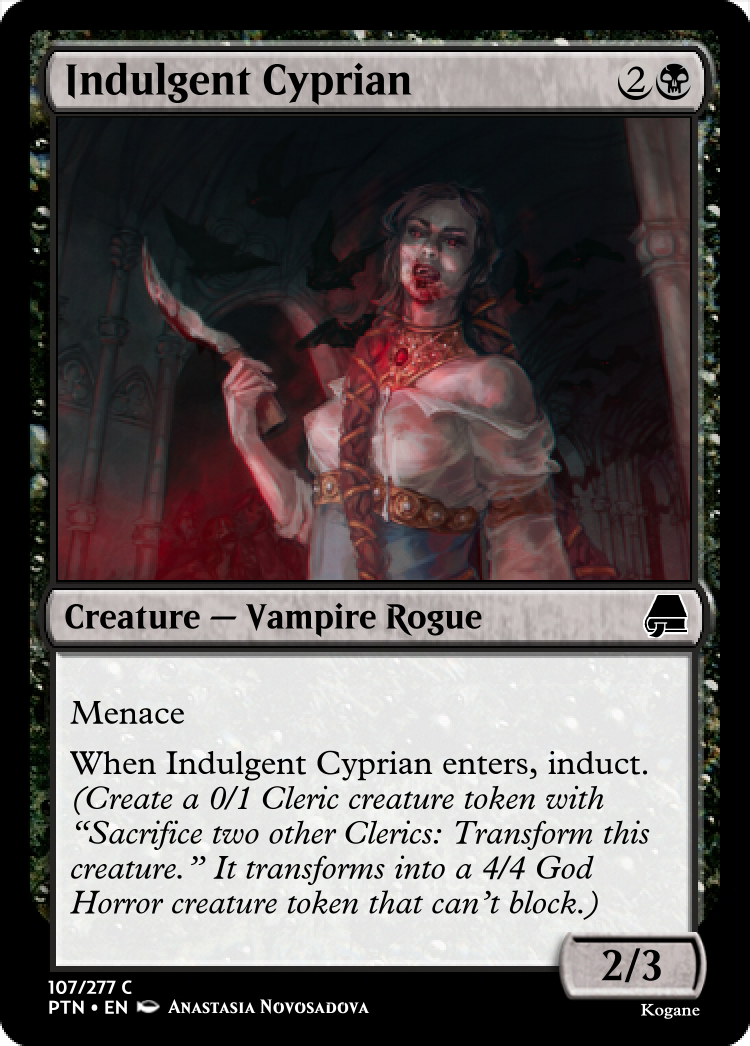 Indulgent Cyprian 2
Creature — Vampire Rogue
Menace
When Indulgent Cyprian enters, induct.
(Create a 0/1 Cleric creature token with
“Sacrifice two other Clerics: Transform this
creature.” It transforms into a 4/4 God
Horror creature token that can’t block.)
2/3
107/277 C
PTN • EN Anastasia Novosadova
Kogane